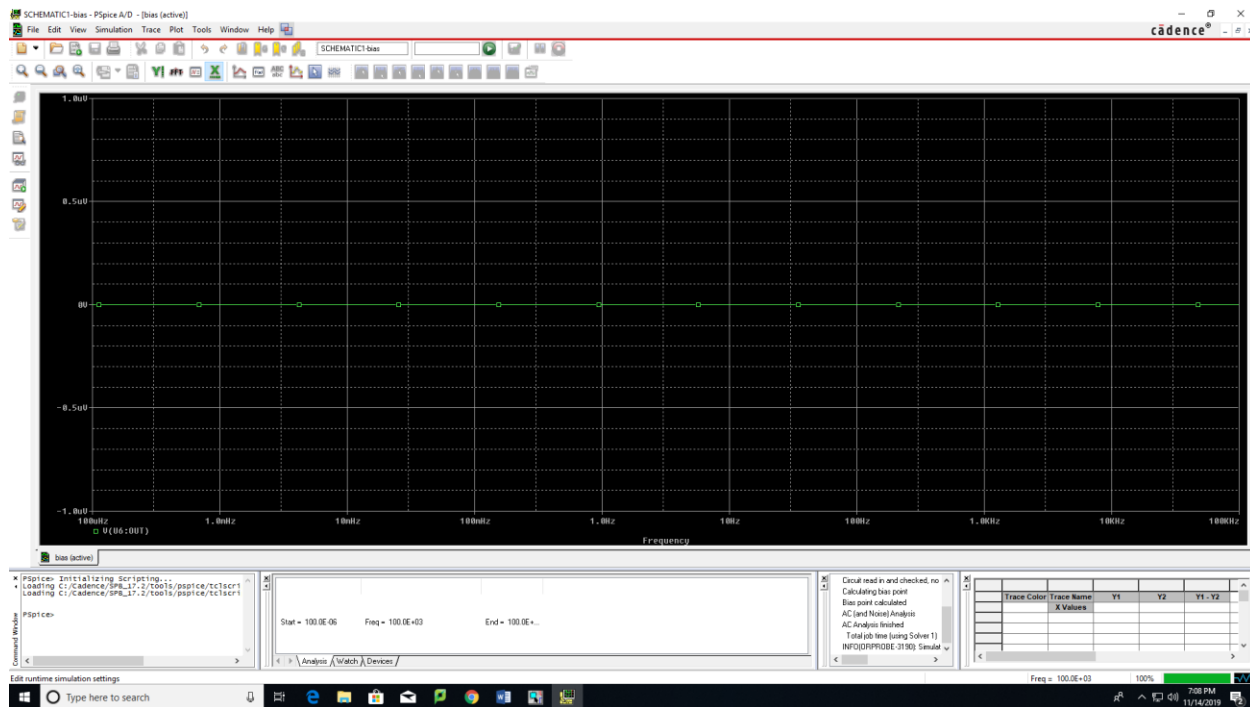 SCHEMATIC1-bias - PSpice A/D - [bias (active)]
File Edit View Simulation Trace Plot Tools Window Help
cādence®
SCHEMATIC1-bias
1.0uV
0.5uV
0V
-0.5uV
-1.0uV
100uHz 1.0mHz 10mHz 100mHz 1.0Hz 10Hz 100Hz 1.0KHz 10KHz 100KHz
V(U6:OUT)
Frequency
bias (active)
Command Window
PSpice> Initializing Scripting...
Loading C:/Cadence/SPB_17.2/tools/pspice/tclscri
Loading C:/Cadence/SPB_17.2/tools/pspice/tclscri
PSpice>
Start = 100.0E-06 Freq = 100.0E+03 End = 100.0E+...
Analysis Watch Devices
Circuit read in and checked, no
Calculating bias point
Bias point calculated
AC (and Noise) Analysis
AC Analysis finished
Total job time (using Solver 1)
INFO(ORPROBE-3190): Simulat
Trace Color Trace Name Y1 Y2 Y1 - Y2
X Values
Edit runtime simulation settings
Freq = 100.0E+03 100%
Type here to search
7:08 PM
11/14/2019